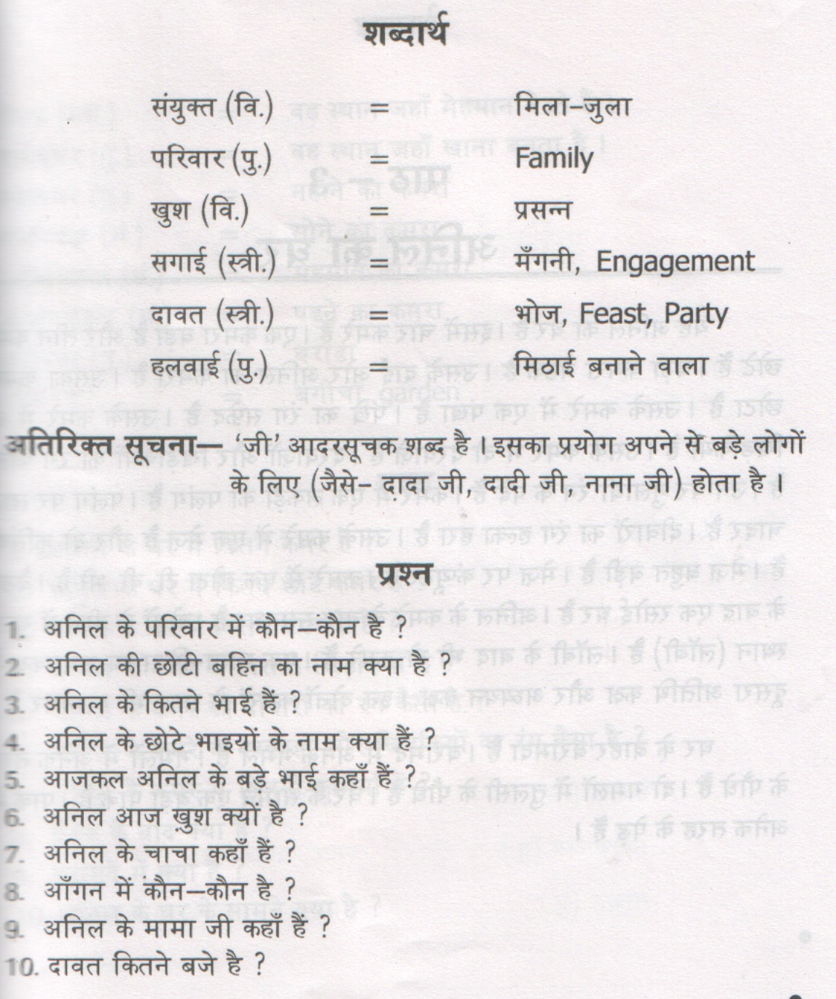 शब्दार्थ
संयुक्त (वि.) = मिला–जुला
परिवार (पु.) = Family
खुश (वि.) = प्रसन्न
सगाई (स्त्री.) = मँगनी, Engagement
दावत (स्त्री.) = भोज, Feast, Party
हलवाई (पु.) = मिठाई बनाने वाला
अतिरिक्त सूचना— ‘जी’ आदरसूचक शब्द है । इसका प्रयोग अपने से बड़े लोगों
के लिए (जैसे– दादा जी, दादी जी, नाना जी) होता है ।
प्रश्न
1. अनिल के परिवार में कौन–कौन है ?
2. अनिल की छोटी बहिन का नाम क्या है ?
3. अनिल के कितने भाई हैं ?
4. अनिल के छोटे भाइयों के नाम क्या हैं ?
5. आजकल अनिल के बड़े भाई कहाँ हैं ?
6. अनिल आज ख़ुश क्यों है ?
7. अनिल के चाचा कहाँ हैं ?
8. आँगन में कौन–कौन है ?
9. अनिल के मामा जी कहाँ हैं ?
10. दावत कितने बजे है ?